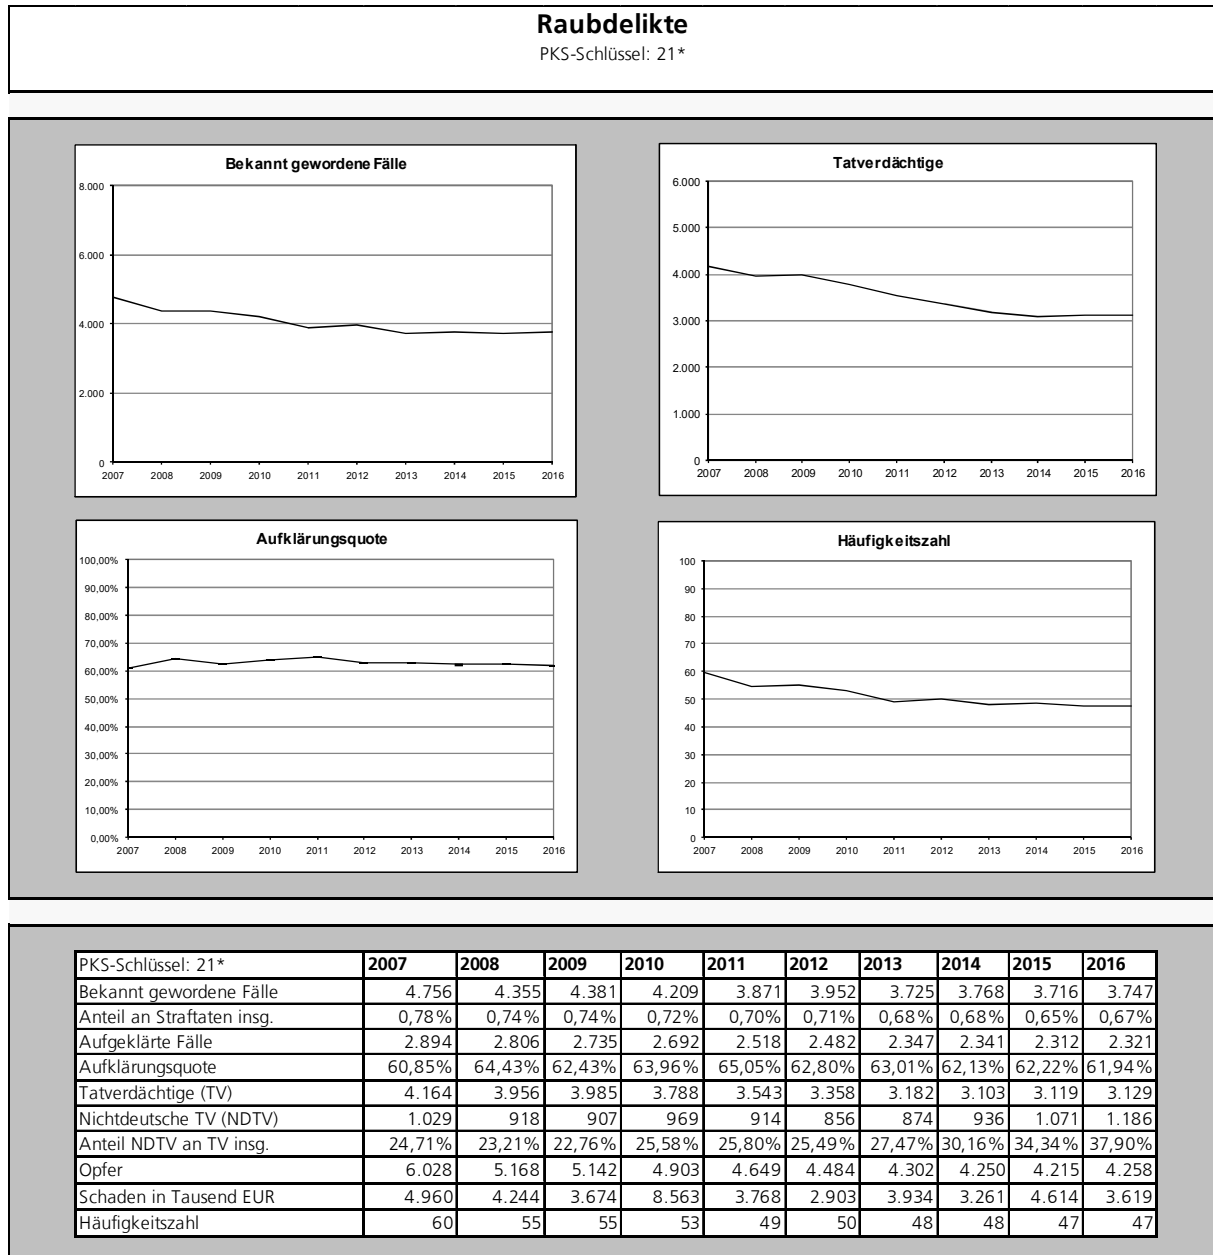 Raubdelikte
PKS-Schlüssel: 21*
Bekannt gewordene Fälle
8.000
6.000
4.000
2.000
0
2007 2008 2009 2010 2011 2012 2013 2014 2015 2016
Tatverdächtige
6.000
5.000
4.000
3.000
2.000
1.000
0
2007 2008 2009 2010 2011 2012 2013 2014 2015 2016
Aufklärungsquote
100,00%
90,00%
80,00%
70,00%
60,00%
50,00%
40,00%
30,00%
20,00%
10,00%
0,00%
2007 2008 2009 2010 2011 2012 2013 2014 2015 2016
Häufigkeitszahl
100
90
80
70
60
50
40
30
20
10
0
2007 2008 2009 2010 2011 2012 2013 2014 2015 2016
PKS-Schlüssel: 21* 2007 2008 2009 2010 2011 2012 2013 2014 2015 2016
Bekannt gewordene Fälle 4.756 4.355 4.381 4.209 3.871 3.952 3.725 3.768 3.716 3.747
Anteil an Straftaten insg. 0,78% 0,74% 0,74% 0,72% 0,70% 0,71% 0,68% 0,68% 0,65% 0,67%
Aufgeklärte Fälle 2.894 2.806 2.735 2.692 2.518 2.482 2.347 2.341 2.312 2.321
Aufklärungsquote 60,85% 64,43% 62,43% 63,96% 65,05% 62,80% 63,01% 62,13% 62,22% 61,94%
Tatverdächtige (TV) 4.164 3.956 3.985 3.788 3.543 3.358 3.182 3.103 3.119 3.129
Nichtdeutsche TV (NDTV) 1.029 918 907 969 914 856 874 936 1.071 1.186
Anteil NDTV an TV insg. 24,71% 23,21% 22,76% 25,58% 25,80% 25,49% 27,47% 30,16% 34,34% 37,90%
Opfer 6.028 5.168 5.142 4.903 4.649 4.484 4.302 4.250 4.215 4.258
Schaden in Tausend EUR 4.960 4.244 3.674 8.563 3.768 2.903 3.934 3.261 4.614 3.619
Häufigkeitszahl 60 55 55 53 49 50 48 48 47 47